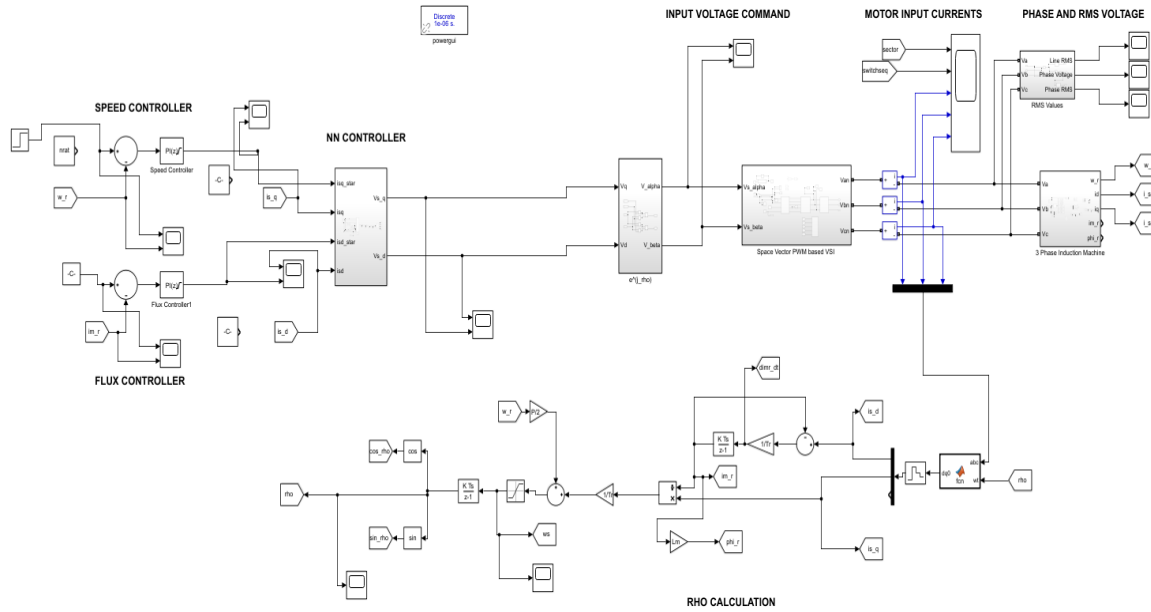 INPUT VOLTAGE COMMAND
MOTOR INPUT CURRENTS
PHASE AND RMS VOLTAGE
Discrete
1e-06 s.
powergui
sector
switchseq
Va
Vb
Vc
Line RMS
Phase Voltage
Phase RMS
RMS Values
SPEED CONTROLLER
nrat
PI(z)
Speed Controller
-C-
w_r
is_q
NN CONTROLLER
isq_star
isq
isd_star
isd
Vs_q
Vs_d
Vq
Vd
V_alpha
V_beta
e^(j_rho)
Va_alpha
Va_beta
Van
Vbn
Vcn
Space Vector PWM based VSI
Va
Vb
Vc
w_r
id
iq
im_r
phi_r
3 Phase Induction Machine
-C-
PI(z)
Flux Controller1
-C-
im_r
is_d
FLUX CONTROLLER
dimr_dt
w_r
P/2
is_d
K Ts
z-1
1/Tr
cos_rho
cos
im_r
abc
wt
dq0
fcn
rho
rho
K Ts
z-1
1/Tr
sin_rho
sin
ws
Lm
phi_r
is_q
RHO CALCULATION